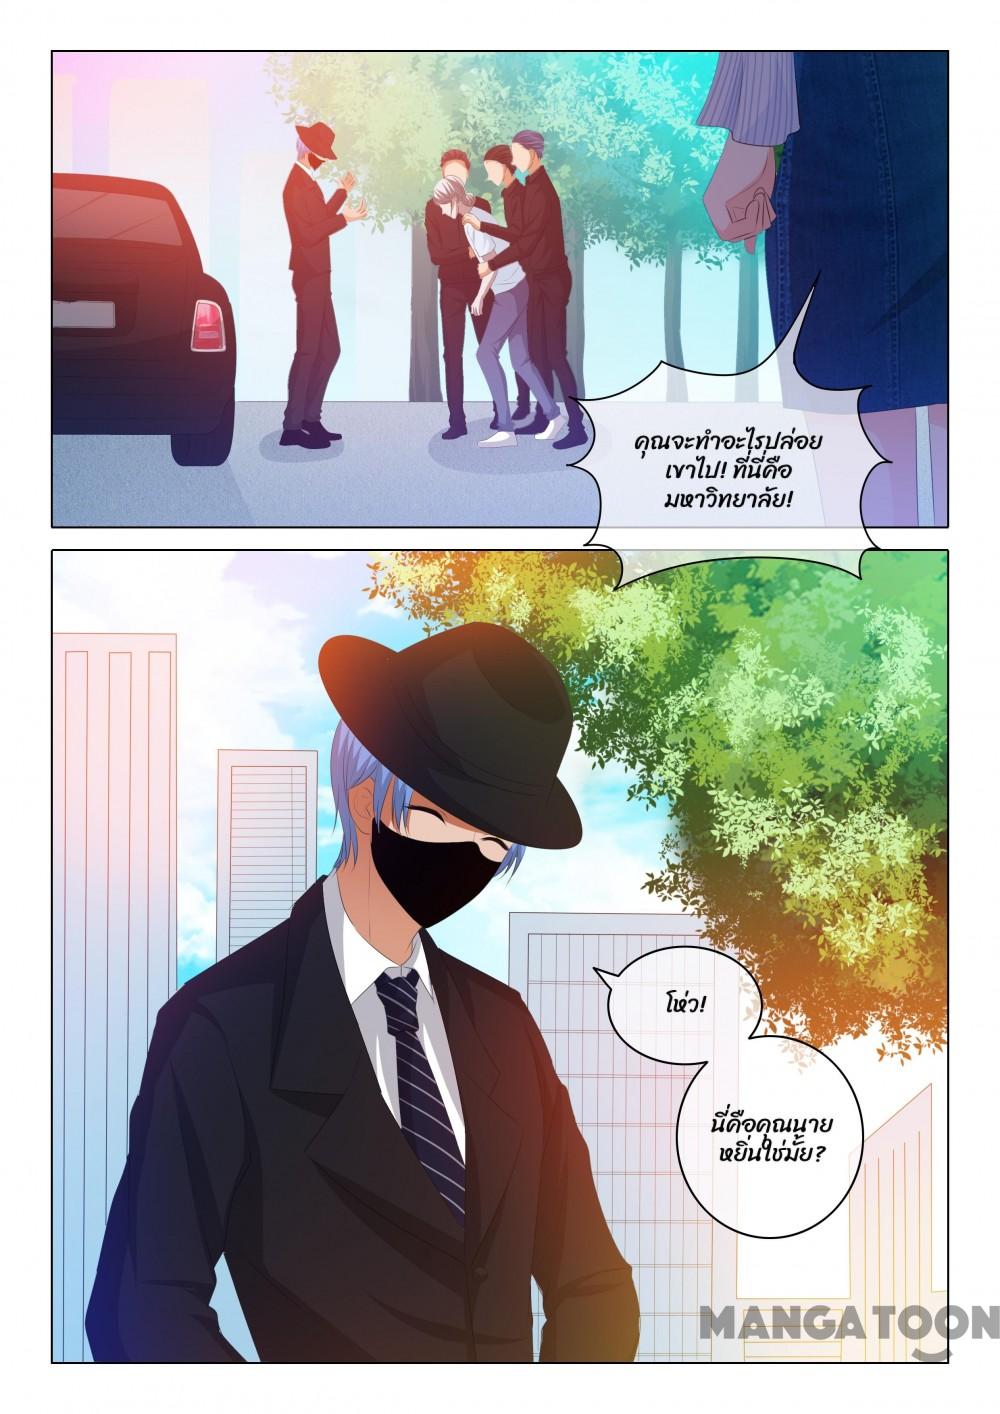 คุณจะทำอะไรปล่อย
เขาไป! ที่นี่คือ
มหาวิทยาลัย!
โห่ว!
นี่คือคุณนาย
หยิ่นใช่มั้ย?
MANGATOON